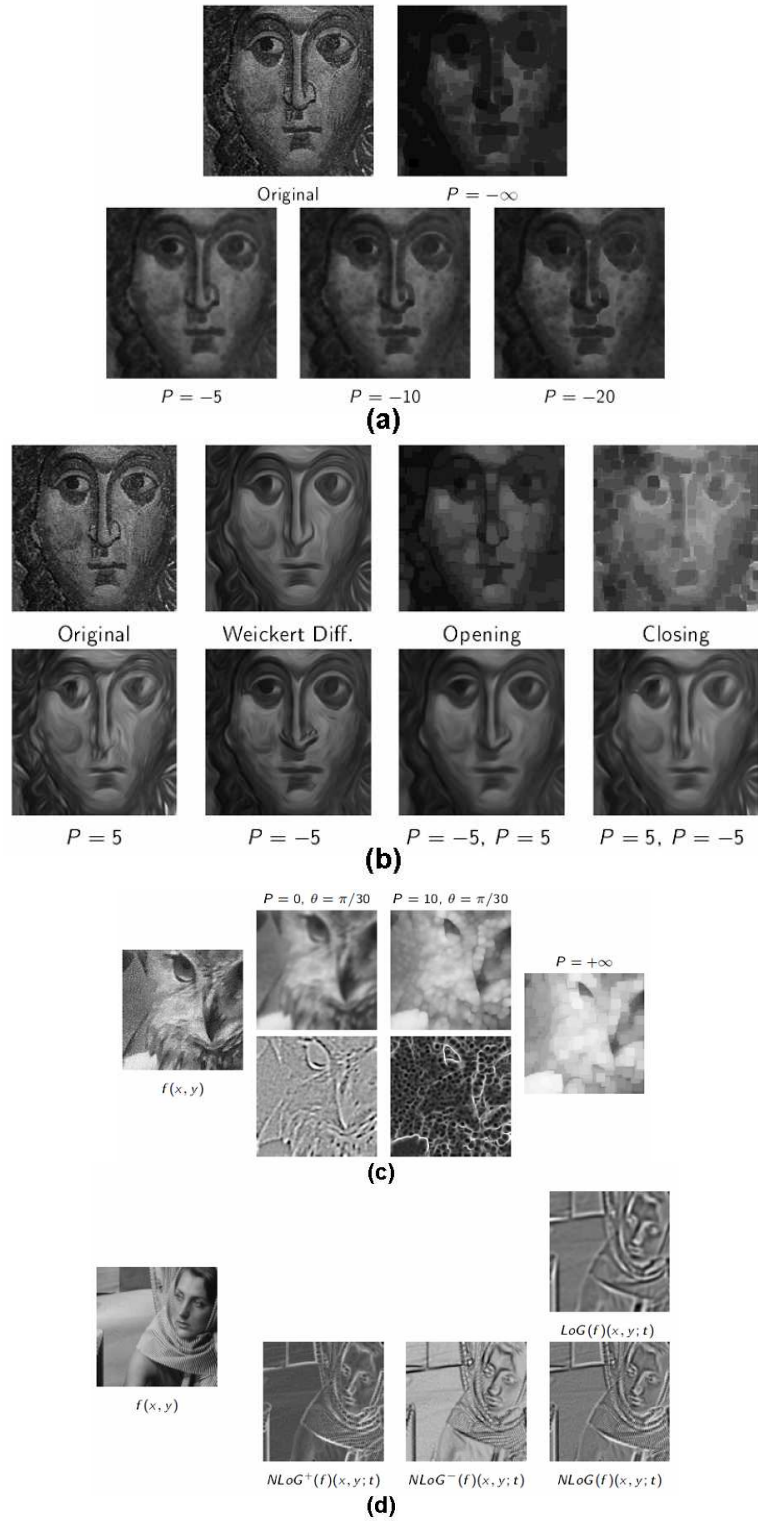 Original P = −∞
P = −5 P = −10 P = −20
(a)
Original Weickert Diff. Opening Closing
P = 5 P = −5 P = −5, P = 5 P = 5, P = −5
(b)
P = 0, θ = π/30 P = 10, θ = π/30
P = +∞
f(x, y)
(c)
LoG(f)(x, y; t)
f(x, y)
NLoG⁺(f)(x, y; t) NLoG⁻(f)(x, y; t) NLoG(f)(x, y; t)
(d)